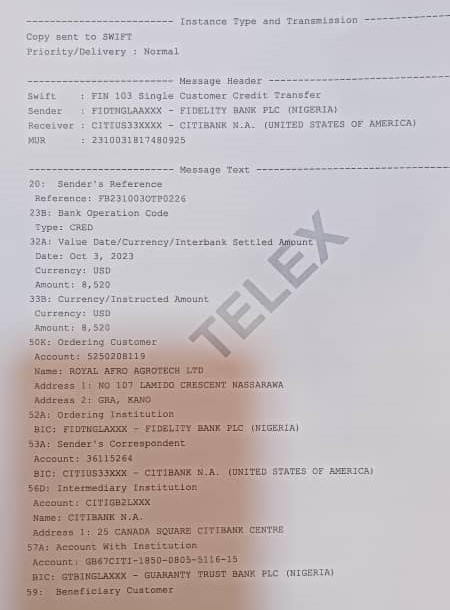 ---------------------- Instance Type and Transmission --------------
Copy sent to SWIFT
Priority/Delivery : Normal
---------------------- Message Header ---------------------------
Swift : FIN 103 Single Customer Credit Transfer
Sender : FIDTNGLAAXXX - FIDELITY BANK PLC (NIGERIA)
Receiver : CITIUS33XXXX - CITIBANK N.A. (UNITED STATES OF AMERICA)
MUR : 2310031817480925
---------------------- Message Text -----------------------------
20: Sender's Reference
Reference: FB231003OTP0226
23B: Bank Operation Code
Type: CRED
32A: Value Date/Currency/Interbank Settled Amount
Date: Oct 3, 2023
Currency: USD
Amount: 8,520
33B: Currency/Instructed Amount
Currency: USD
Amount: 8,520
TELEX
50K: Ordering Customer
Account: 5250208119
Name: ROYAL AFRO AGROTECH LTD
Address 1: NO 107 LAMIDO CRESCENT NASSARAWA
Address 2: GRA, KANO
52A: Ordering Institution
BIC: FIDTNGLAXXX - FIDELITY BANK PLC (NIGERIA)
53A: Sender's Correspondent
Account: 36115264
BIC: CITIUS33XXX - CITIBANK N.A. (UNITED STATES OF AMERICA)
56D: Intermediary Institution
Account: CITIGB2LXXX
Name: CITIBANK N.A.
Address 1: 25 CANADA SQUARE CITIBANK CENTRE
57A: Account With Institution
Account: GB67CITI-1850-0805-5116-15
BIC: GTBINGLAXXX - GUARANTY TRUST BANK PLC (NIGERIA)
59: Beneficiary Customer